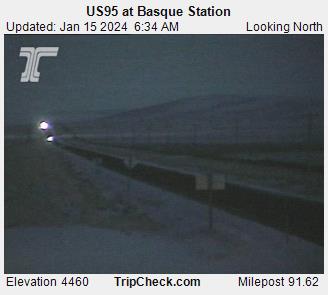 US95 at Basque Station
Updated: Jan 15 2024 6:34 AM Looking North
Elevation 4460 TripCheck.com Milepost 91.62